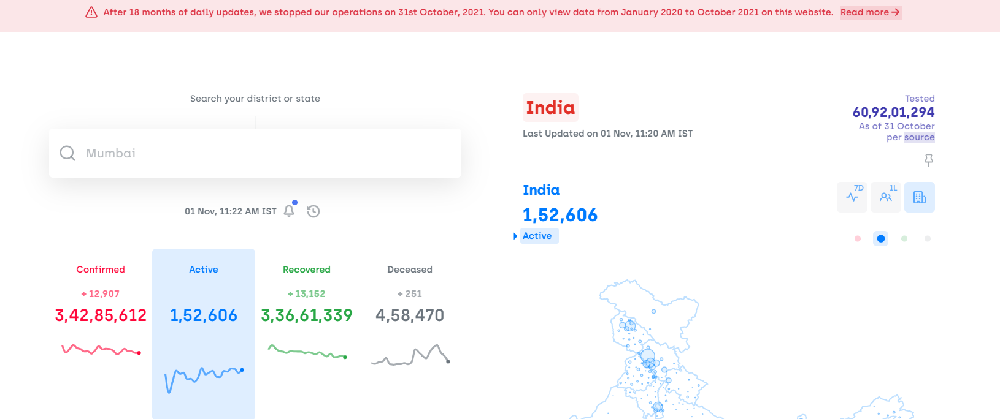 After 18 months of daily updates, we stopped our operations on 31st October, 2021. You can only view data from January 2020 to October 2021 on this website. Read more
Search your district or state
Mumbai
01 Nov, 11:22 AM IST
Confirmed Active Recovered Deceased
+ 12,907 + 13,152 + 251
3,42,85,612 1,52,606 3,36,61,339 4,58,470
India
Last Updated on 01 Nov, 11:20 AM IST
Tested
60,92,01,294
As of 31 October
per source
India
1,52,606
Active
7D 1L